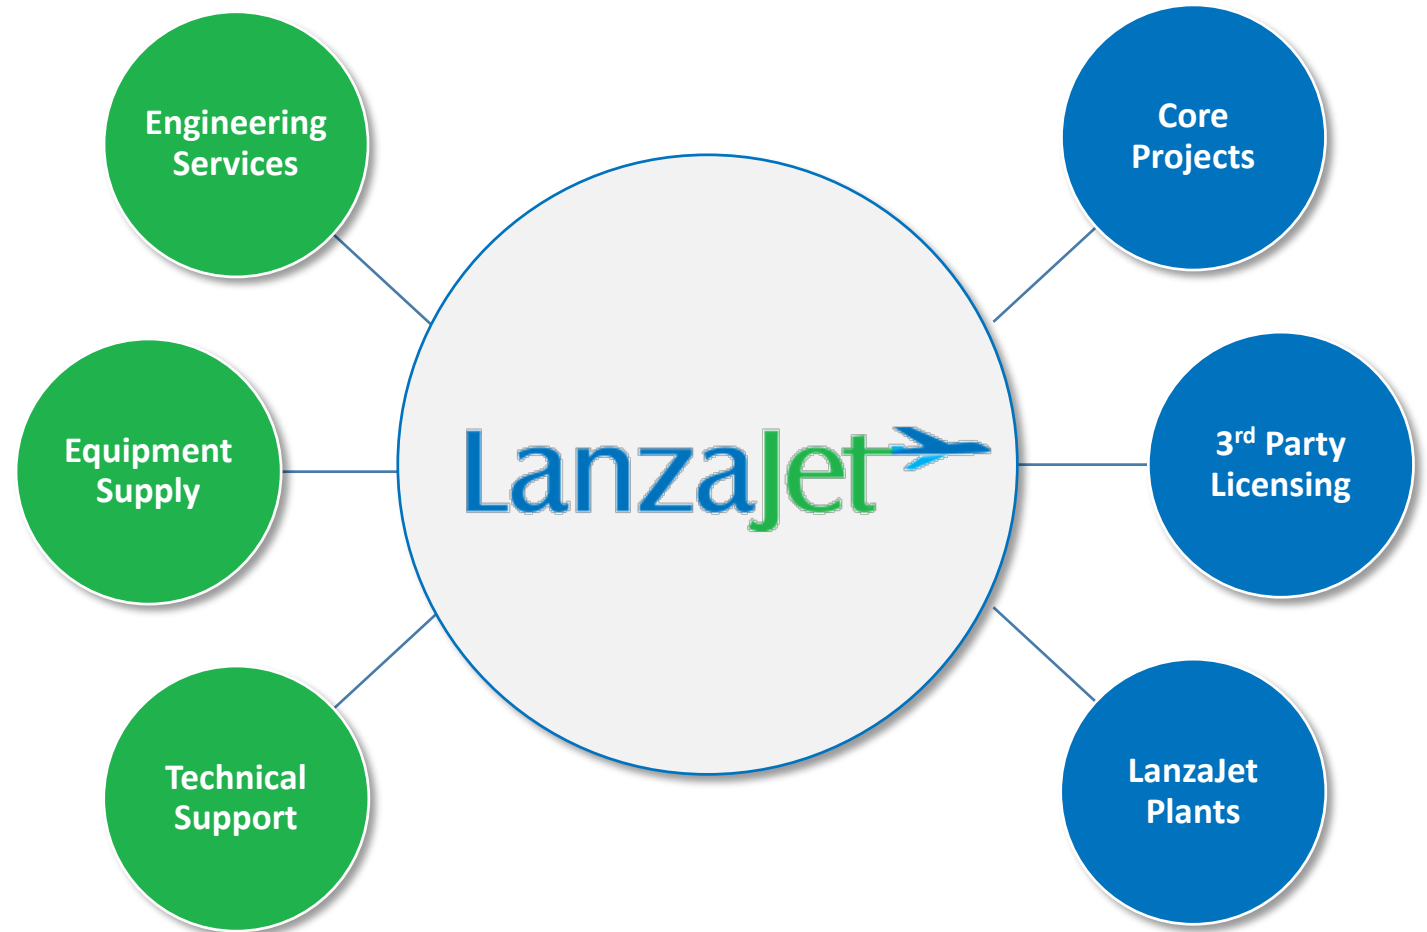 Engineering
Services
Equipment
Supply
Technical
Support
LanzaJet
Core
Projects
3rd Party
Licensing
LanzaJet
Plants